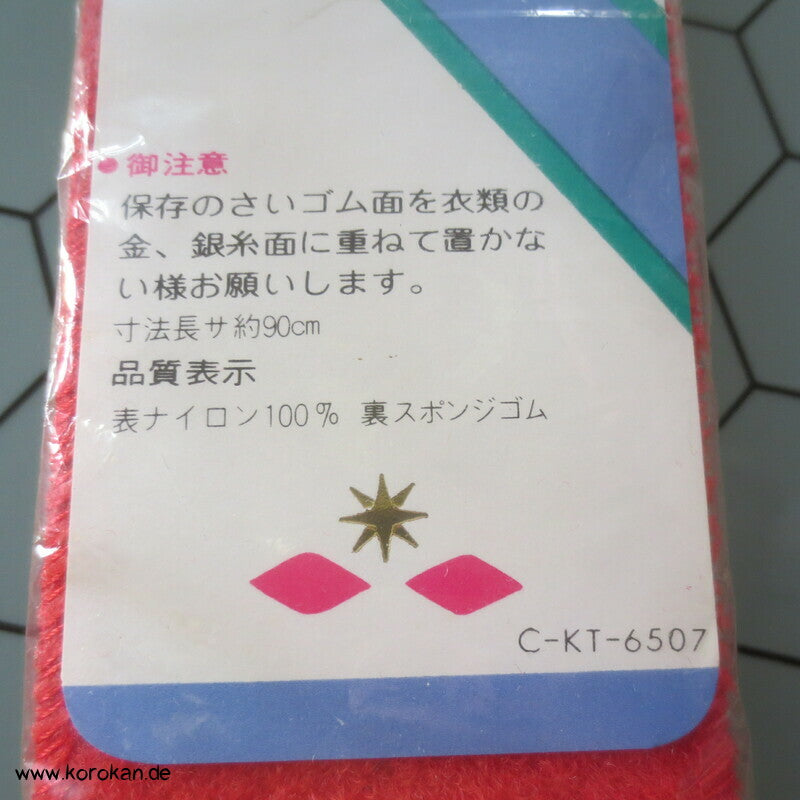 ●御注意
保存のさいゴム面を衣類の
金、銀糸面に重ねて置かな
い様お願いします。
寸法長サ約90cm
品質表示
表ナイロン100% 裏スポンジゴム
C-KT-6507
www.korokan.de